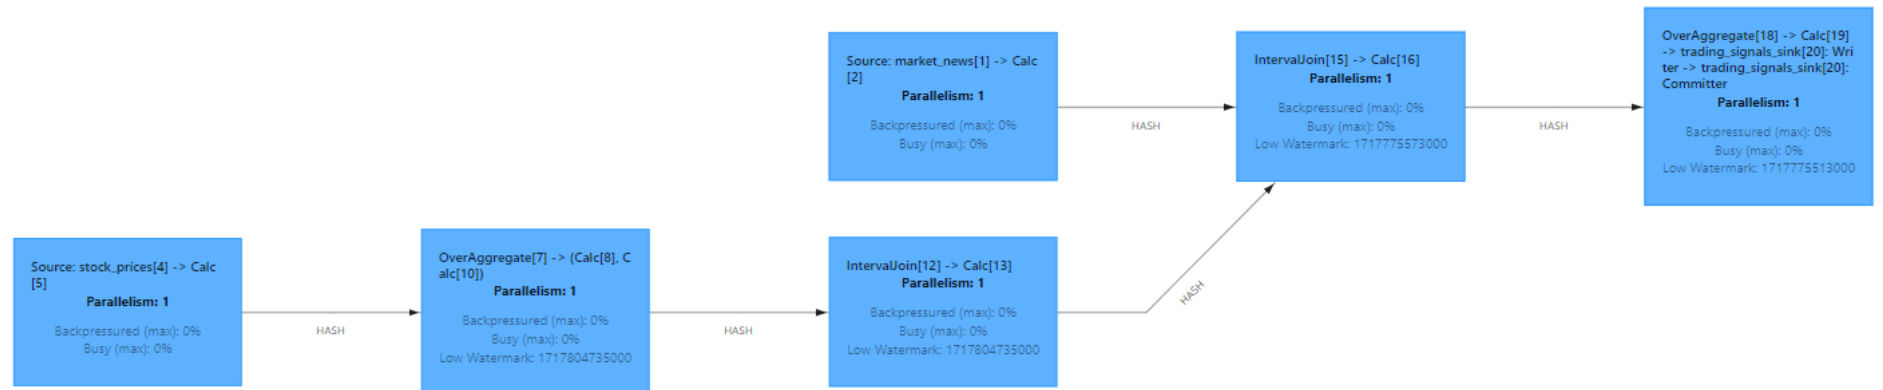 Source: market_news[1] -> Calc
[2]
Parallelism: 1
Backpressured (max): 0%
Busy (max): 0%
HASH
IntervalJoin[15] -> Calc[16]
Parallelism: 1
Backpressured (max): 0%
Busy (max): 0%
Low Watermark: 1717775573000
HASH
OverAggregate[18] -> Calc[19]
-> trading_signals_sink[20]: Wri
ter -> trading_signals_sink[20]:
Committer
Parallelism: 1
Backpressured (max): 0%
Busy (max): 0%
Low Watermark: 1717775513000
Source: stock_prices[4] -> Calc
[5]
Parallelism: 1
Backpressured (max): 0%
Busy (max): 0%
HASH
OverAggregate[7] -> (Calc[8], C
alc[10])
Parallelism: 1
Backpressured (max): 0%
Busy (max): 0%
Low Watermark: 1717804735000
HASH
IntervalJoin[12] -> Calc[13]
Parallelism: 1
Backpressured (max): 0%
Busy (max): 0%
Low Watermark: 1717804735000
HASH